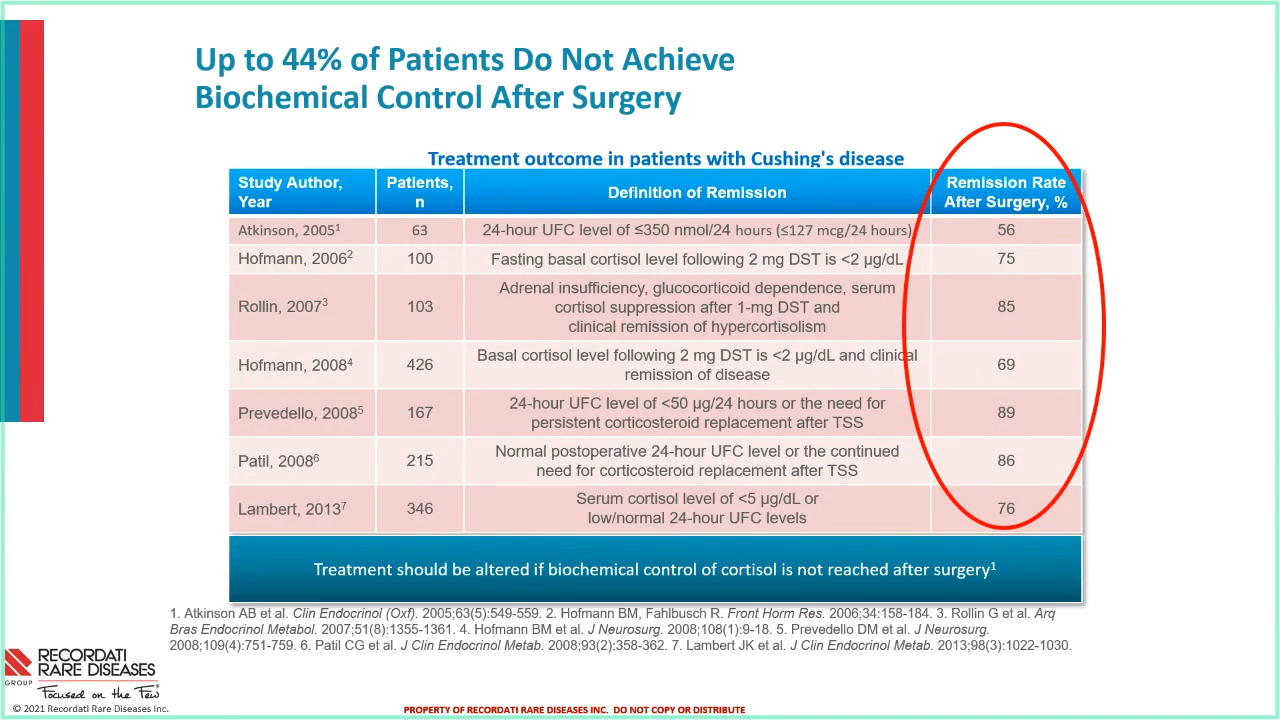 Up to 44% of Patients Do Not Achieve
Biochemical Control After Surgery
Treatment outcome in patients with Cushing's disease
Study Author,
Year
Patients,
n
Definition of Remission
Remission Rate
After Surgery, %
Atkinson, 2005¹
63
24-hour UFC level of ≤350 nmol/24 hours (≤127 mcg/24 hours)
56
Hofmann, 2006²
100
Fasting basal cortisol level following 2 mg DST is <2 µg/dL
75
Rollin, 2007³
103
Adrenal insufficiency, glucocorticoid dependence, serum
cortisol suppression after 1-mg DST and
clinical remission of hypercortisolism
85
Hofmann, 2008⁴
426
Basal cortisol level following 2 mg DST is <2 µg/dL and clinical
remission of disease
69
Prevedello, 2008⁵
167
24-hour UFC level of <50 µg/24 hours or the need for
persistent corticosteroid replacement after TSS
89
Patil, 2008⁶
215
Normal postoperative 24-hour UFC level or the continued
need for corticosteroid replacement after TSS
86
Lambert, 2013⁷
346
Serum cortisol level of <5 µg/dL or
low/normal 24-hour UFC levels
76
Treatment should be altered if biochemical control of cortisol is not reached after surgery¹
1. Atkinson AB et al. Clin Endocrinol (Oxf). 2005;63(5):549-559. 2. Hofmann BM, Fahlbusch R. Front Horm Res. 2006;34:158-184. 3. Rollin G et al. Arq
Bras Endocrinol Metabol. 2007;51(8):1355-1361. 4. Hofmann BM et al. J Neurosurg. 2008;108(1):9-18. 5. Prevedello DM et al. J Neurosurg.
2008;109(4):751-759. 6. Patil CG et al. J Clin Endocrinol Metab. 2008;93(2):358-362. 7. Lambert JK et al. J Clin Endocrinol Metab. 2013;98(3):1022-1030.
RECORDATI
RARE DISEASES
GROUP
Focused on the Few®
© 2021 Recordati Rare Diseases Inc.
PROPERTY OF RECORDATI RARE DISEASES INC. DO NOT COPY OR DISTRIBUTE